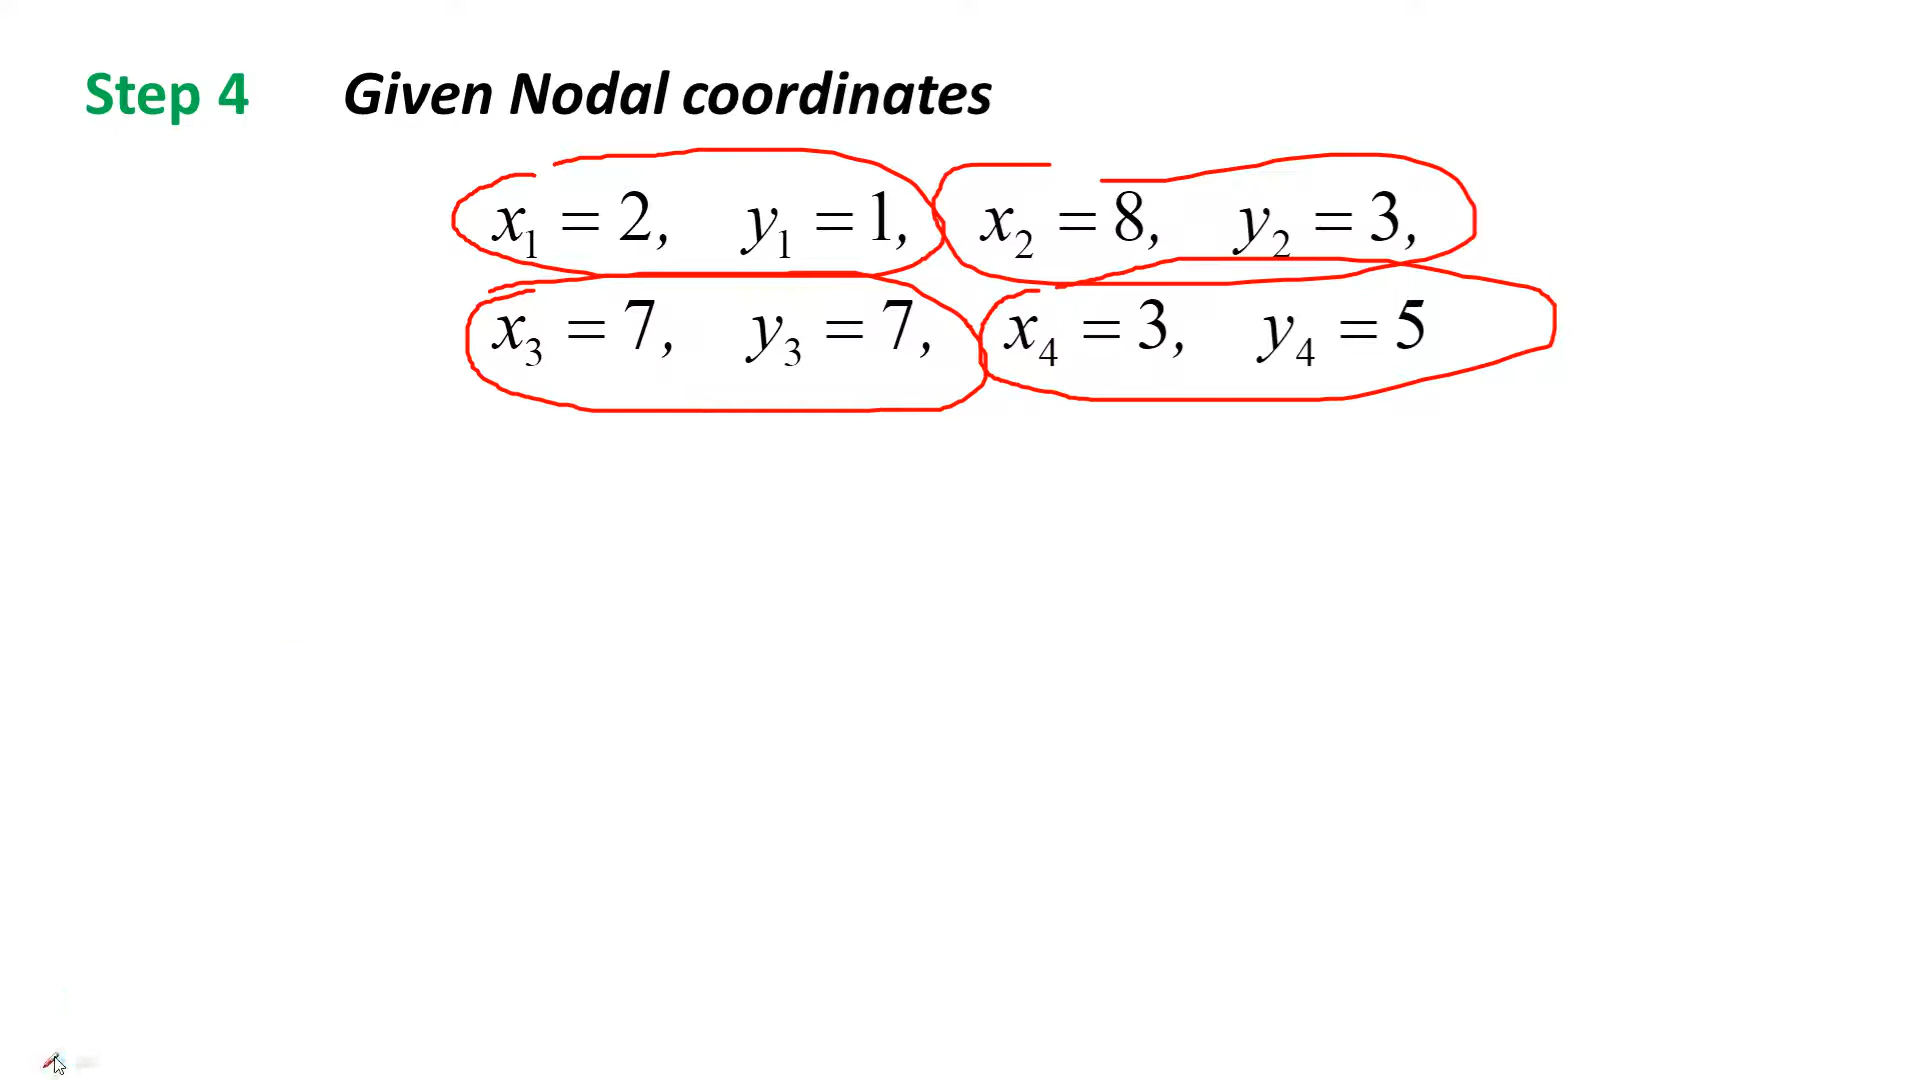 Step 4 Given Nodal coordinates
x₁ = 2, y₁ = 1, x₂ = 8, y₂ = 3,
x₃ = 7, y₃ = 7, x₄ = 3, y₄ = 5